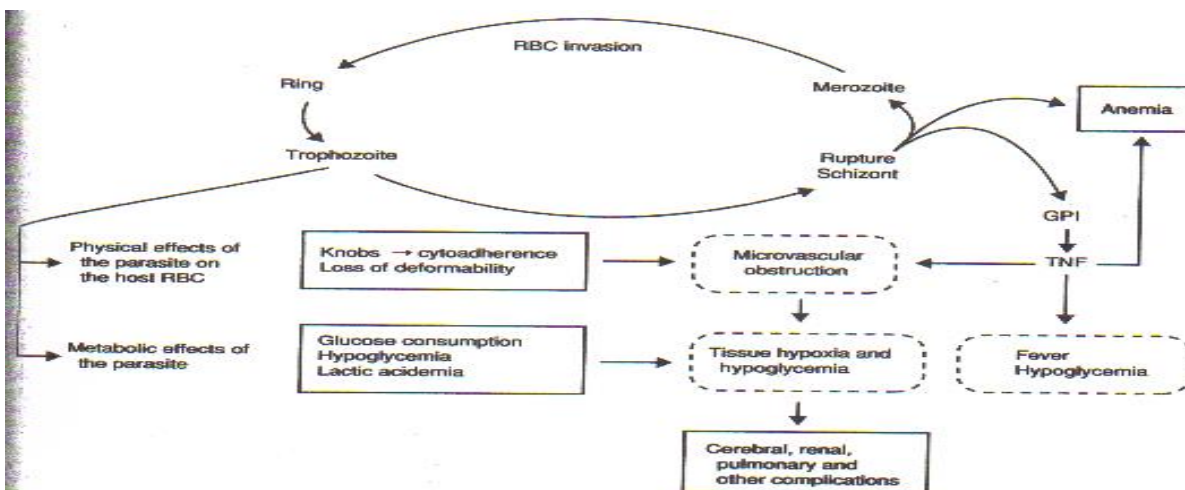 RBC invasion
Ring
Merozoite
Anemia
Trophozoite
Rupture
Schizont
GPI
Physical effects of
the parasite on
the host RBC
Knobs → cytoadherence
Loss of deformability
Microvascular
obstruction
TNF
Metabolic effects of
the parasite
Glucose consumption
Hypoglycemia
Lactic acidemia
Tissue hypoxia and
hypoglycemia
Fever
Hypoglycemia
Cerebral, renal,
pulmonary and
other complications